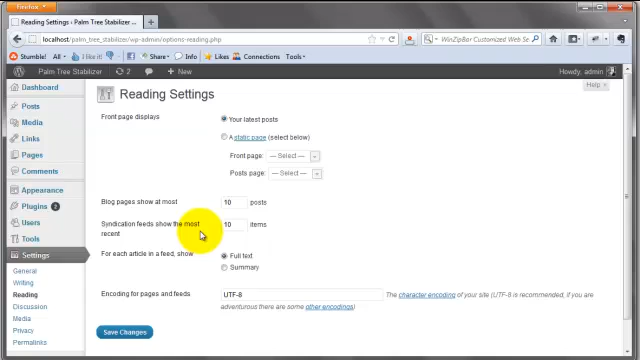 firefox
Reading Settings ‹ Palm Tree Stabilizer ...
localhost/palm_tree_stabilizer/wp-admin/options-reading.php
WinZipBar Customized Web Se
Stumble! All I like it! Share Info Likes Connections Tools
Palm Tree Stabilizer 2 + New Howdy, admin
Help
Dashboard
Posts
Media
Links
Pages
Comments
Appearance
Plugins 2
Users
Tools
Settings
General
Writing
Reading
Discussion
Media
Privacy
Permalinks
Reading Settings
Front page displays Your latest posts
A static page (select below)
Front page: — Select —
Posts page: — Select —
Blog pages show at most 10 posts
Syndication feeds show the most recent 10 items
For each article in a feed, show Full text
Summary
Encoding for pages and feeds UTF-8 The character encoding of your site (UTF-8 is recommended, if you are
adventurous there are some other encodings)
Save Changes